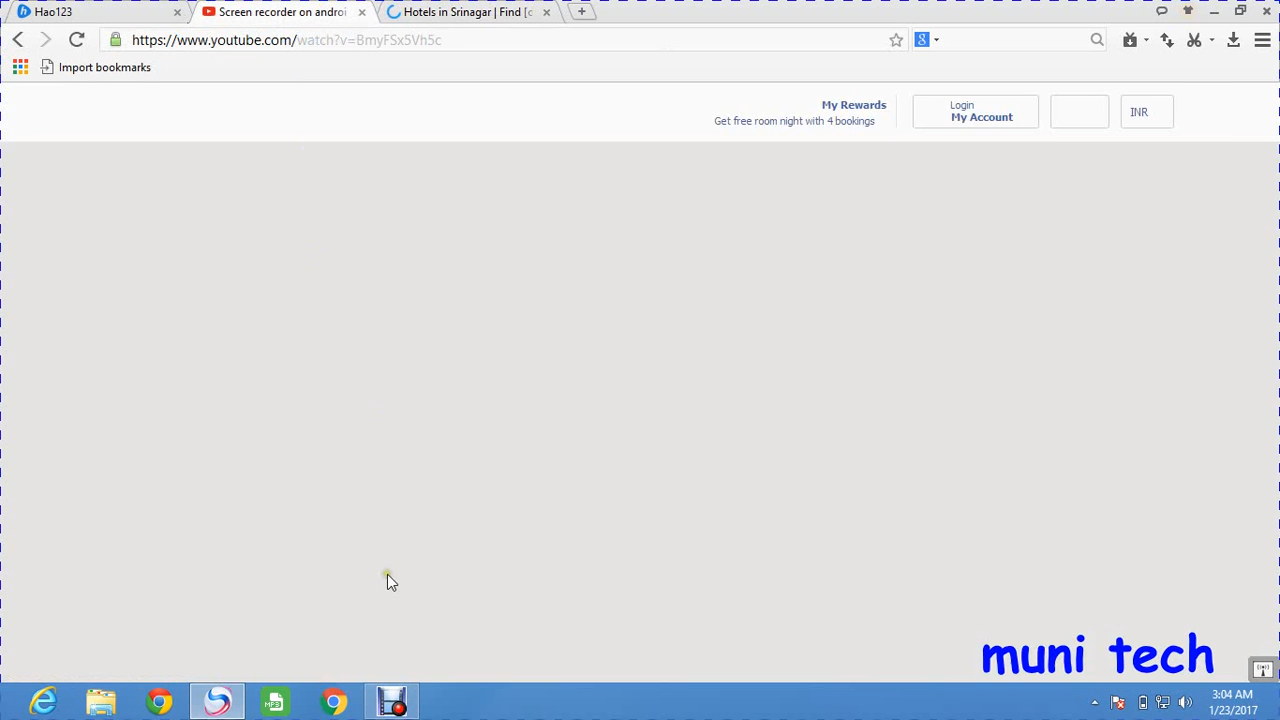 Hao123
Screen recorder on androi
Hotels in Srinagar | Find [c
https://www.youtube.com/watch?v=BmyFSx5Vh5c
Import bookmarks
My Rewards
Get free room night with 4 bookings
Login
My Account
INR
muni tech
MP3
3:04 AM
1/23/2017